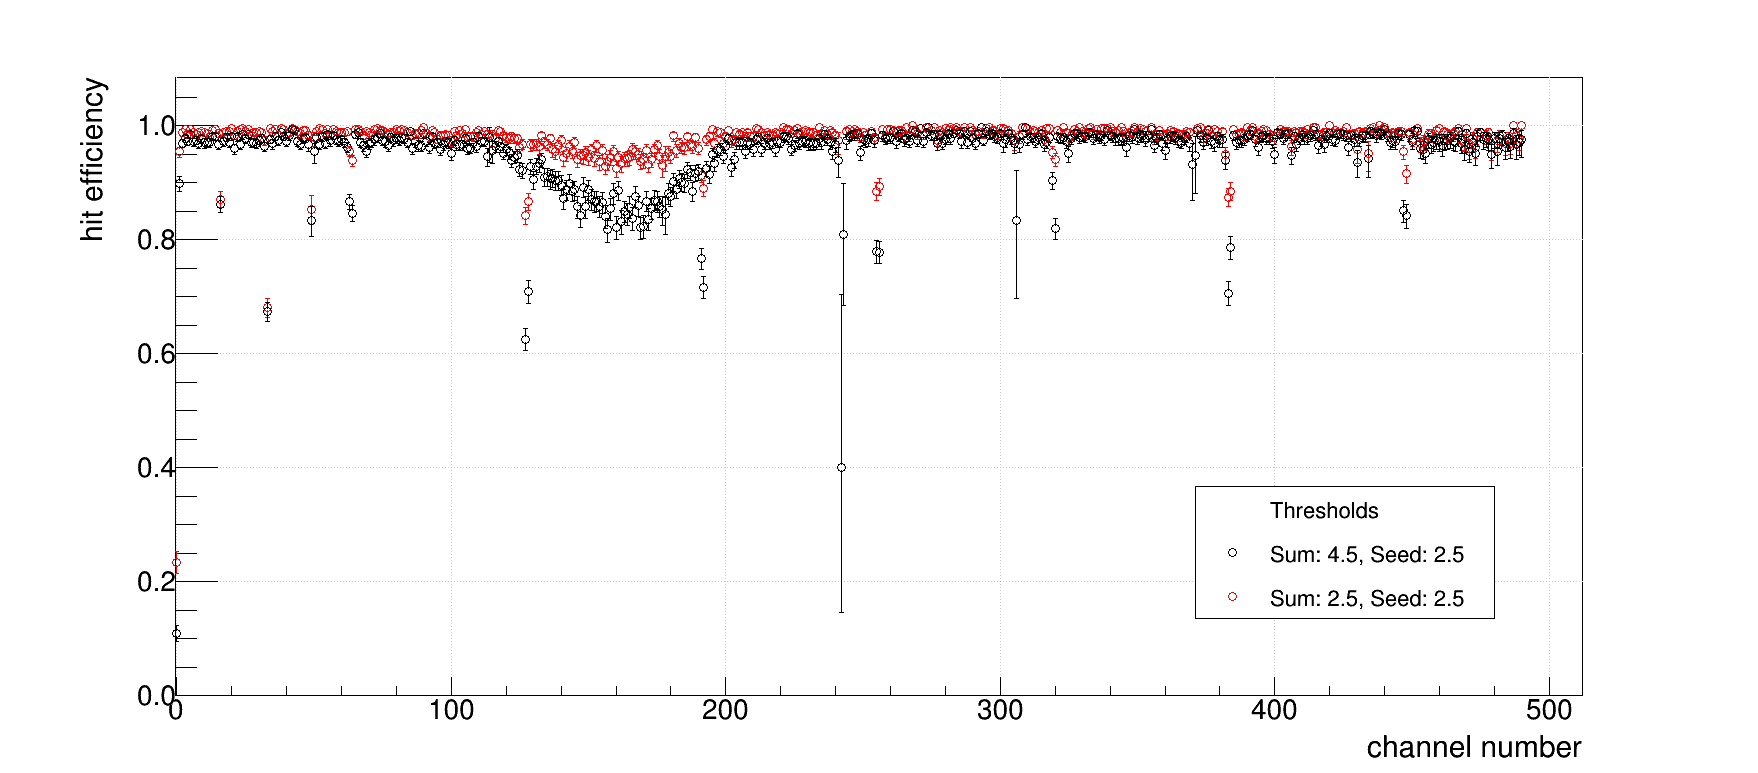 hit efficiency
1.0
0.8
0.6
0.4
0.2
0.0
0 100 200 300 400 500
channel number
Thresholds
Sum: 4.5, Seed: 2.5
Sum: 2.5, Seed: 2.5